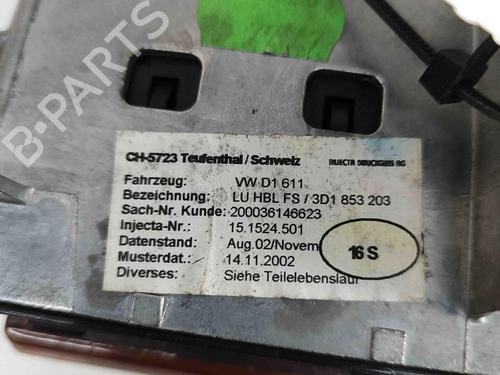 B-PARTS
CH-5723 Teufenthal / Schweiz INJECTA DRUCKGUSS AG
Fahrzeug: VW D1 611
Bezeichnung: LU HBL FS / 3D1 853 203
Sach-Nr. Kunde: 200036146623
Injecta-Nr.: 15.1524.501
Datenstand: Aug.02/Novem 16 S
Musterdat.: 14.11.2002
Diverses: Siehe Teilelebenslauf